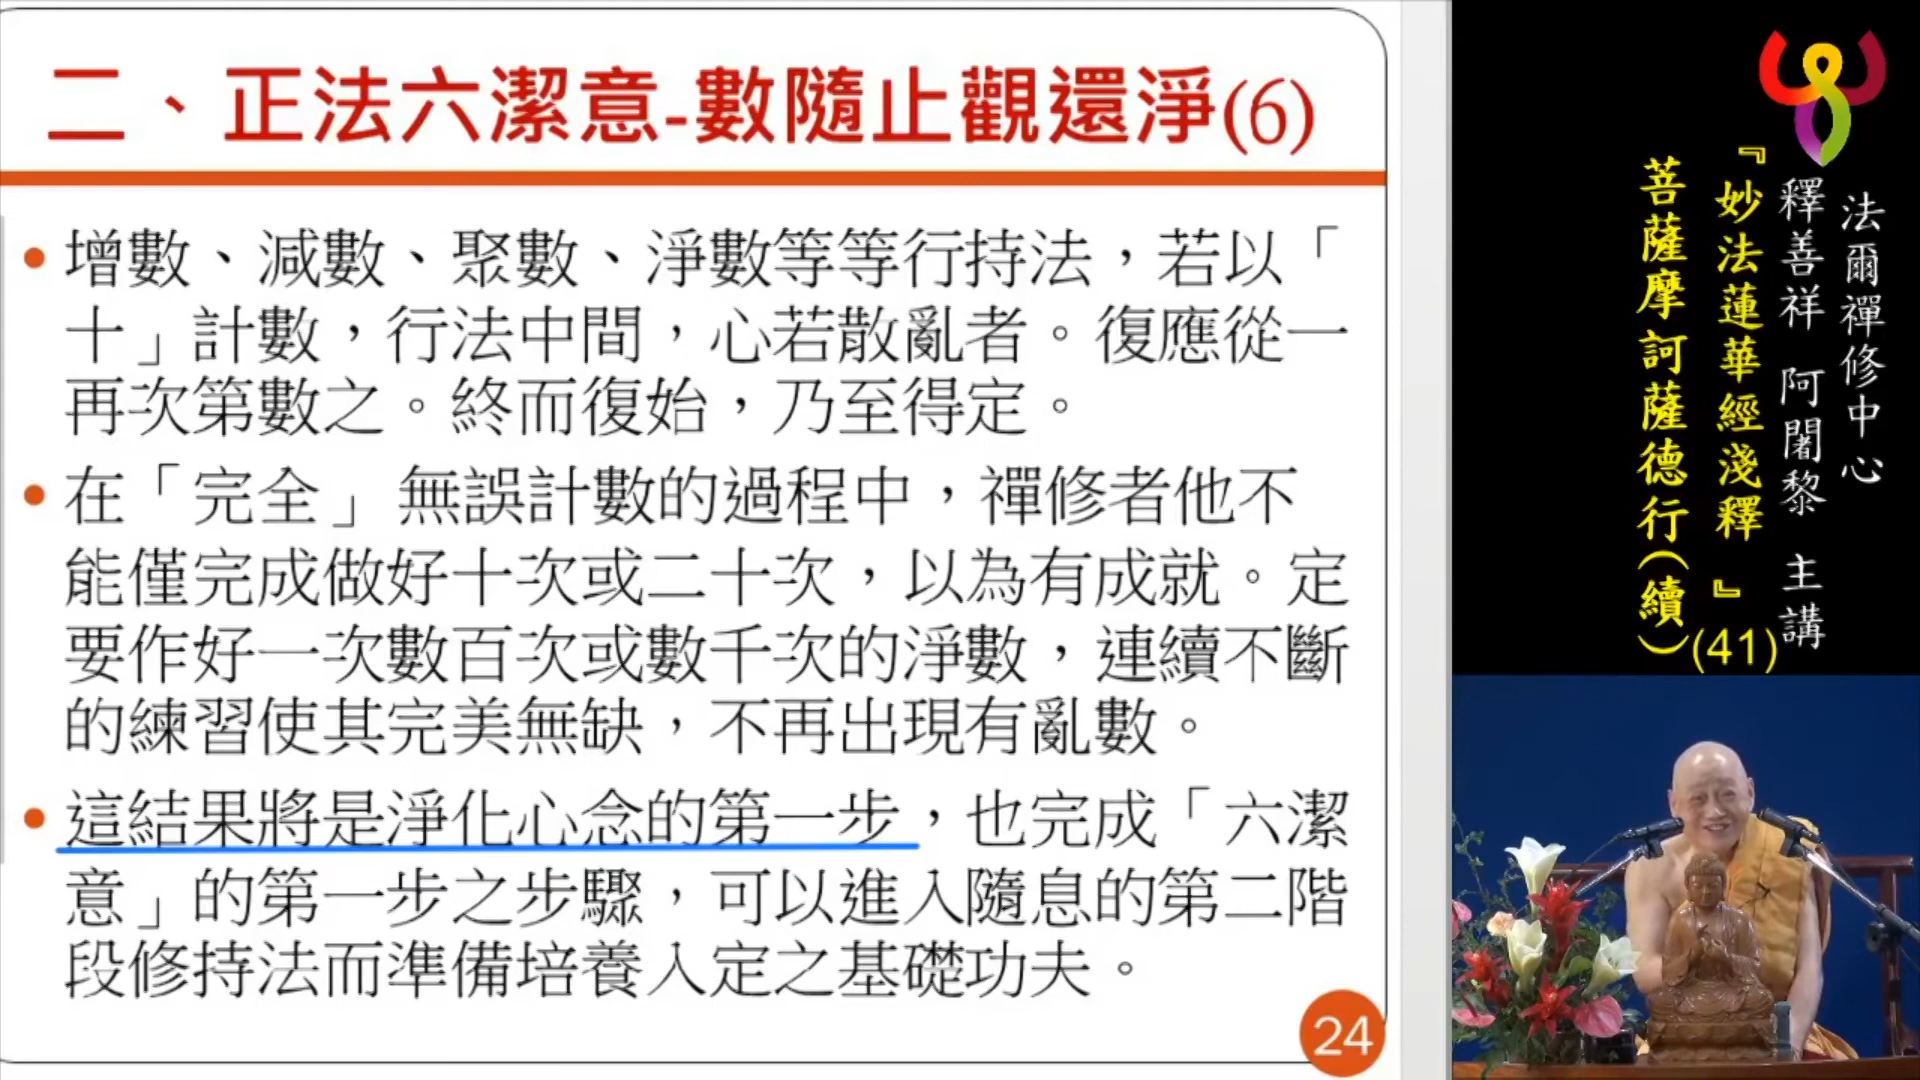 二、正法六潔意-數隨止觀還淨(6)
增數、減數、聚數、淨數等等行持法，若以「
十」計數，行法中間，心若散亂者。復應從一
再次第數之。終而復始，乃至得定。
在「完全」無誤計數的過程中，禪修者他不
能僅完成做好十次或二十次，以為有成就。定
要作好一次數百次或數千次的淨數，連續不斷
的練習使其完美無缺，不再出現有亂數。
這結果將是淨化心念的第一步，也完成「六潔
意」的第一步之步驟，可以進入隨息的第二階
段修持法而準備培養入定之基礎功夫。
24
法爾禪修中心
釋善祥 阿闍黎 主講
『妙法蓮華經淺釋』(41)
菩薩摩訶薩德行(續)